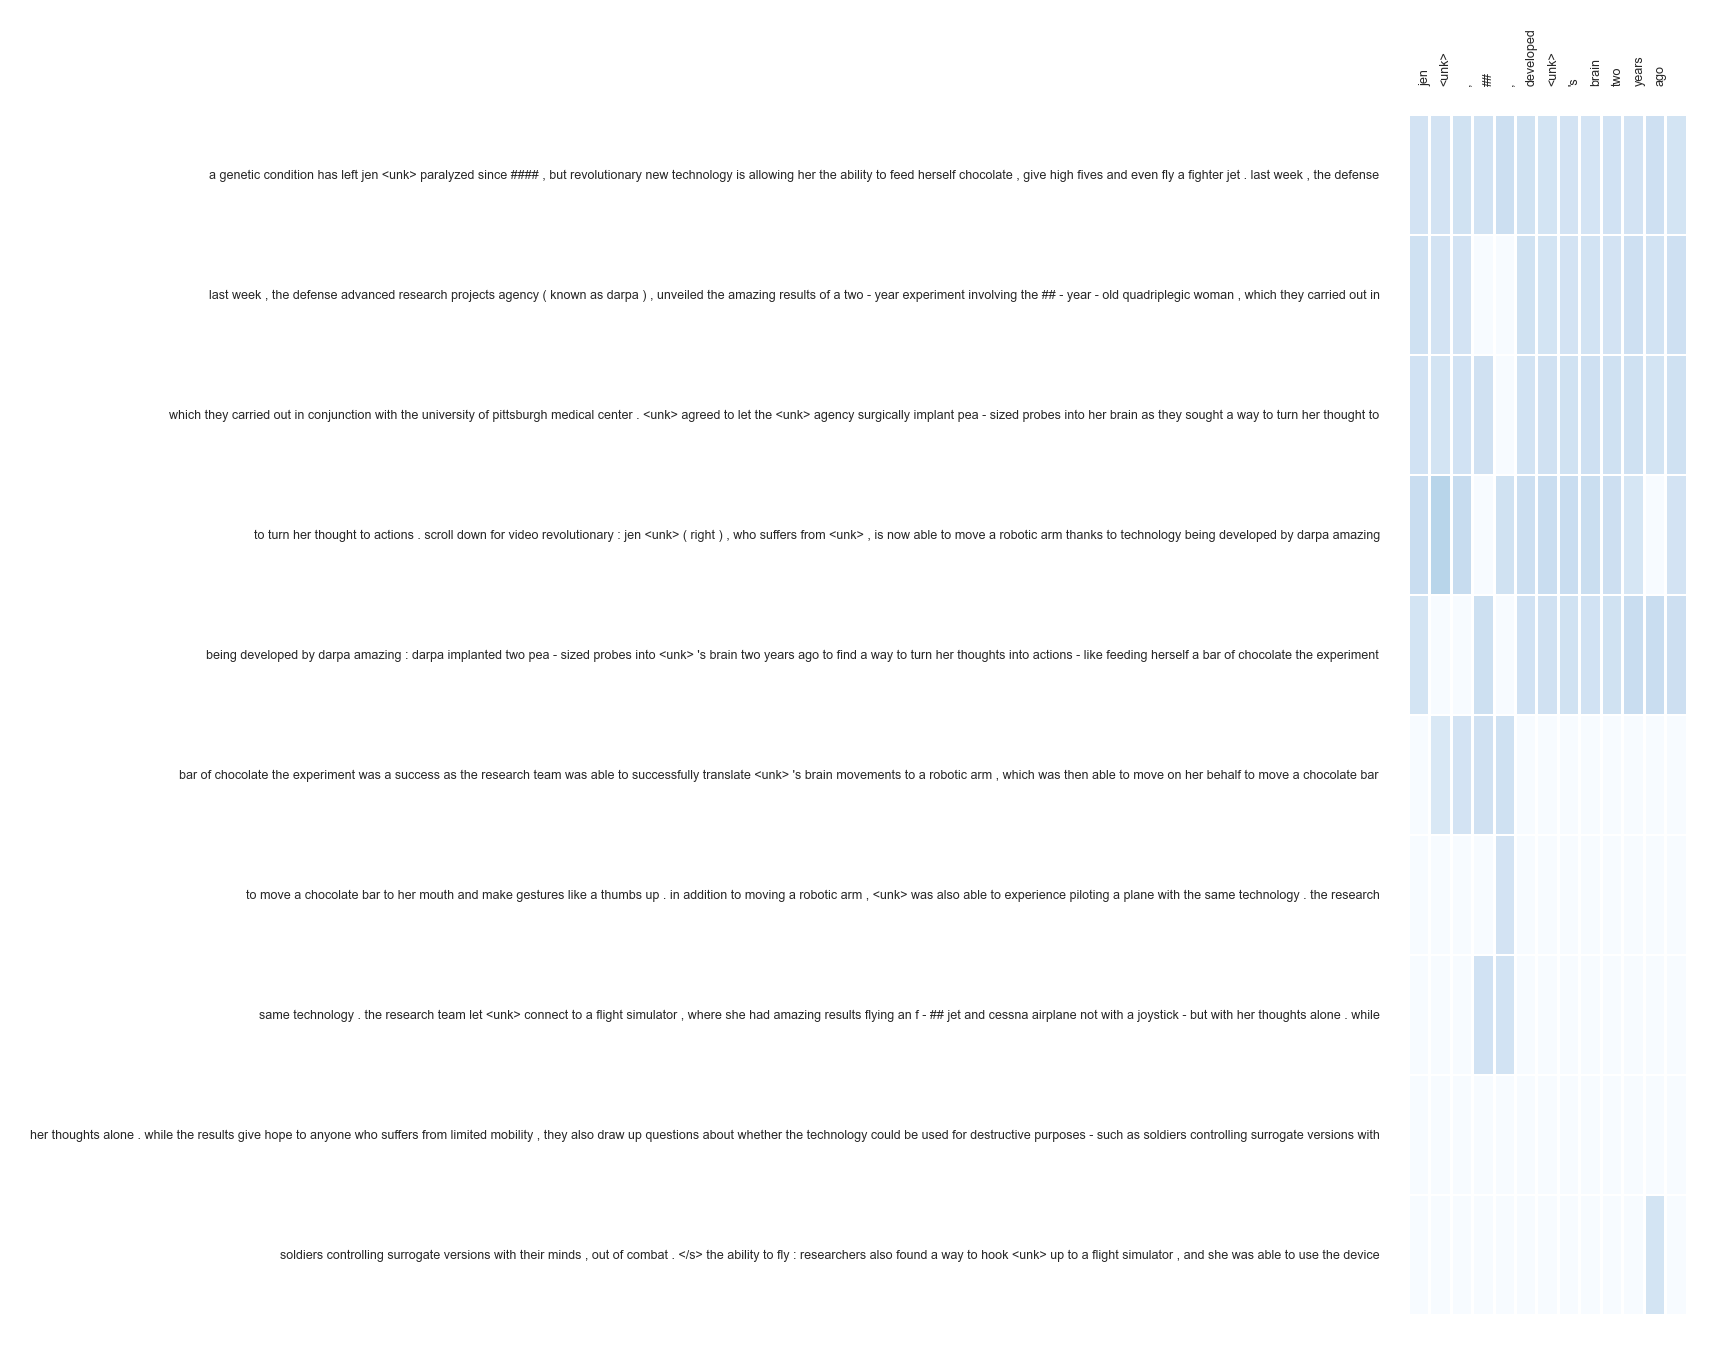 jen
<unk>
,
##
,
developed
<unk>
's
brain
two
years
ago
a genetic condition has left jen <unk> paralyzed since #### , but revolutionary new technology is allowing her the ability to feed herself chocolate , give high fives and even fly a fighter jet . last week , the defense
last week , the defense advanced research projects agency ( known as darpa ) , unveiled the amazing results of a two - year experiment involving the ## - year - old quadriplegic woman , which they carried out in
which they carried out in conjunction with the university of pittsburgh medical center . <unk> agreed to let the <unk> agency surgically implant pea - sized probes into her brain as they sought a way to turn her thought to
to turn her thought to actions . scroll down for video revolutionary : jen <unk> ( right ) , who suffers from <unk> , is now able to move a robotic arm thanks to technology being developed by darpa amazing
being developed by darpa amazing : darpa implanted two pea - sized probes into <unk> 's brain two years ago to find a way to turn her thoughts into actions - like feeding herself a bar of chocolate the experiment
bar of chocolate the experiment was a success as the research team was able to successfully translate <unk> 's brain movements to a robotic arm , which was then able to move on her behalf to move a chocolate bar
to move a chocolate bar to her mouth and make gestures like a thumbs up . in addition to moving a robotic arm , <unk> was also able to experience piloting a plane with the same technology . the research
same technology . the research team let <unk> connect to a flight simulator , where she had amazing results flying an f - ## jet and cessna airplane not with a joystick - but with her thoughts alone . while
her thoughts alone . while the results give hope to anyone who suffers from limited mobility , they also draw up questions about whether the technology could be used for destructive purposes - such as soldiers controlling surrogate versions with
soldiers controlling surrogate versions with their minds , out of combat . </s> the ability to fly : researchers also found a way to hook <unk> up to a flight simulator , and she was able to use the device